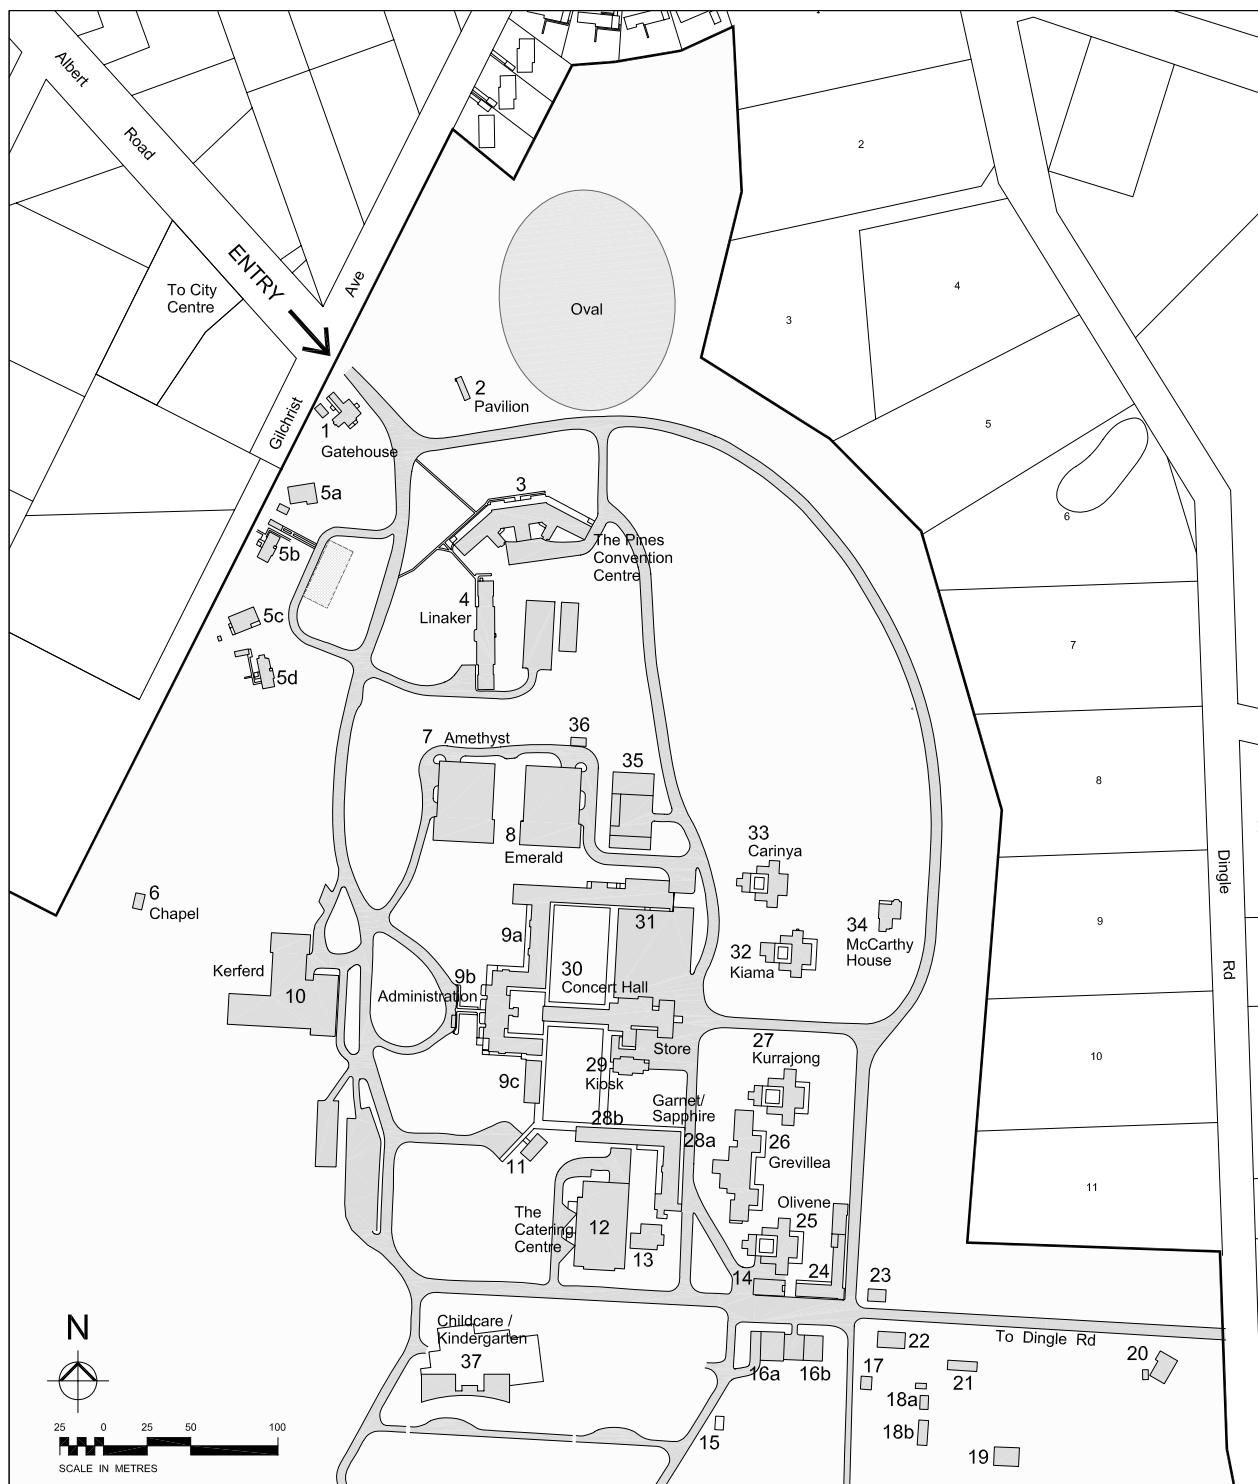 Albert
Road
ENTRY
Ave
To City
Centre
Gilchrist
Oval
2
3
4
5
6
7
8
9
10
11
Dingle
Rd
1
Gatehouse
2
Pavilion
3
The Pines
Convention
Centre
4
Linaker
5a
5b
5c
5d
6
Chapel
7
Amethyst
36
35
8
Emerald
33
Carinya
34
McCarthy
House
32
Kiama
31
9a
30
Concert Hall
9b
Administration
Kerferd
10
Store
29
Kiosk
9c
27
Kurrajong
Garnet/
Sapphire
28b
28a
26
Grevillea
11
Olivene
25
The
Catering
Centre
12
13
14
24
23
Childcare /
Kindergarten
37
16a
16b
22
To Dingle Rd
20
17
21
18a
18b
15
19
N
25 0 25 50 100
SCALE IN METRES